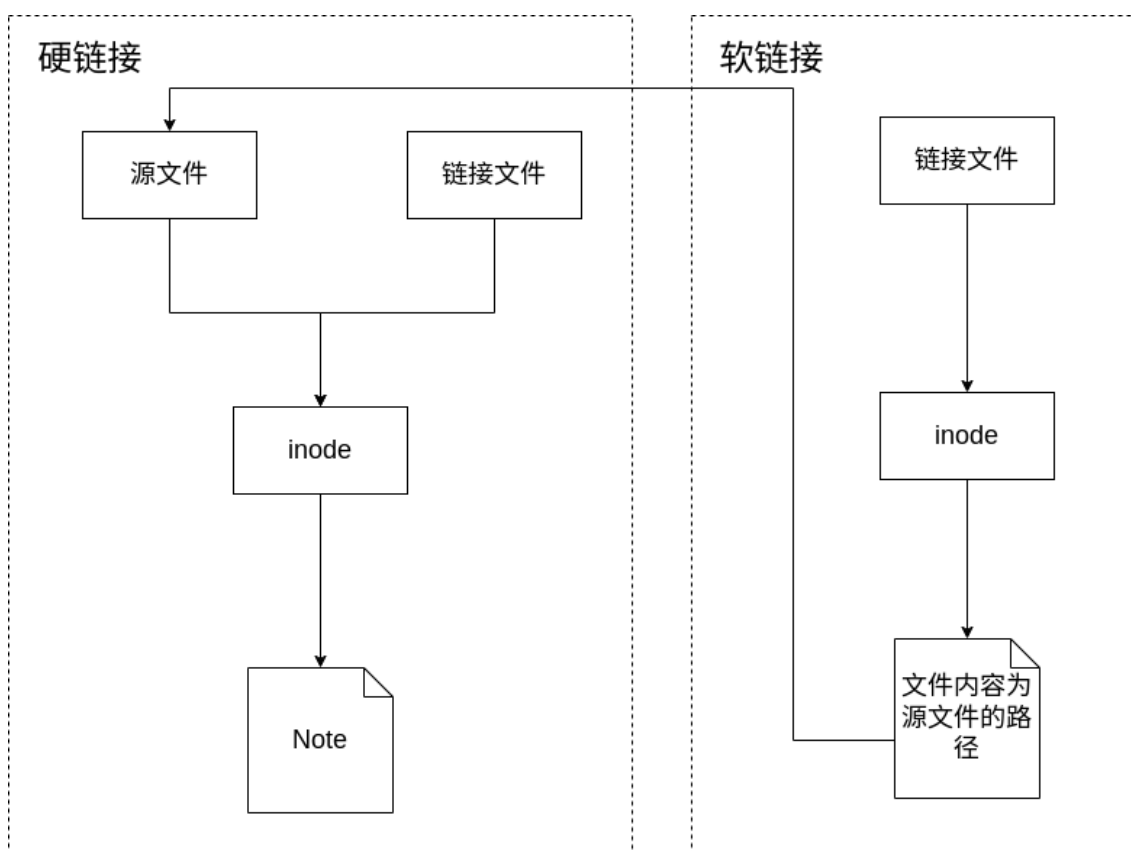 硬链接
软链接
源文件
链接文件
链接文件
inode
inode
Note
文件内容为
源文件的路
径